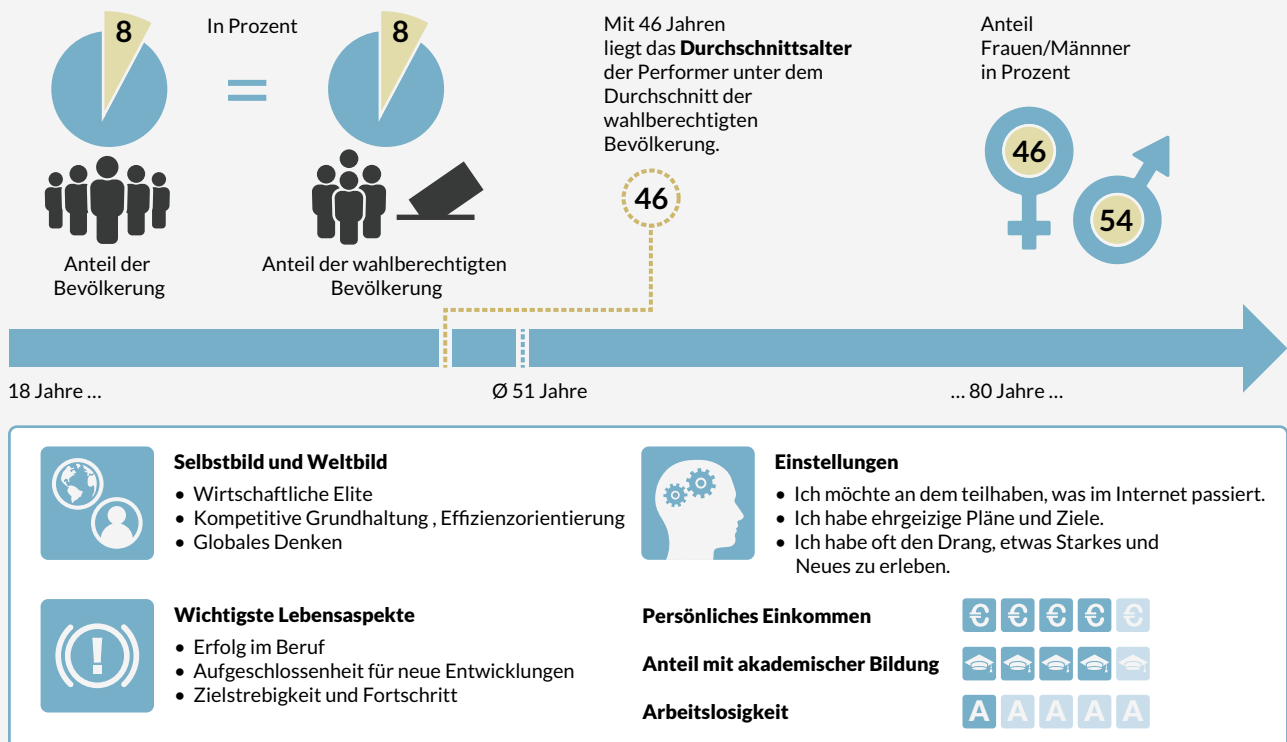 8
In Prozent
8
Anteil der
Bevölkerung
Anteil der wahlberechtigten
Bevölkerung
Mit 46 Jahren
liegt das Durchschnittsalter
der Performer unter dem
Durchschnitt der
wahlberechtigten
Bevölkerung.
46
Anteil
Frauen/Männner
in Prozent
46
54
18 Jahre ...
Ø 51 Jahre
... 80 Jahre ...
Selbstbild und Weltbild
• Wirtschaftliche Elite
• Kompetitive Grundhaltung , Effizienzorientierung
• Globales Denken
Wichtigste Lebensaspekte
• Erfolg im Beruf
• Aufgeschlossenheit für neue Entwicklungen
• Zielstrebigkeit und Fortschritt
Einstellungen
• Ich möchte an dem teilhaben, was im Internet passiert.
• Ich habe ehrgeizige Pläne und Ziele.
• Ich habe oft den Drang, etwas Starkes und
Neues zu erleben.
Persönliches Einkommen
€ € € € €
Anteil mit akademischer Bildung
Arbeitslosigkeit
A A A A A